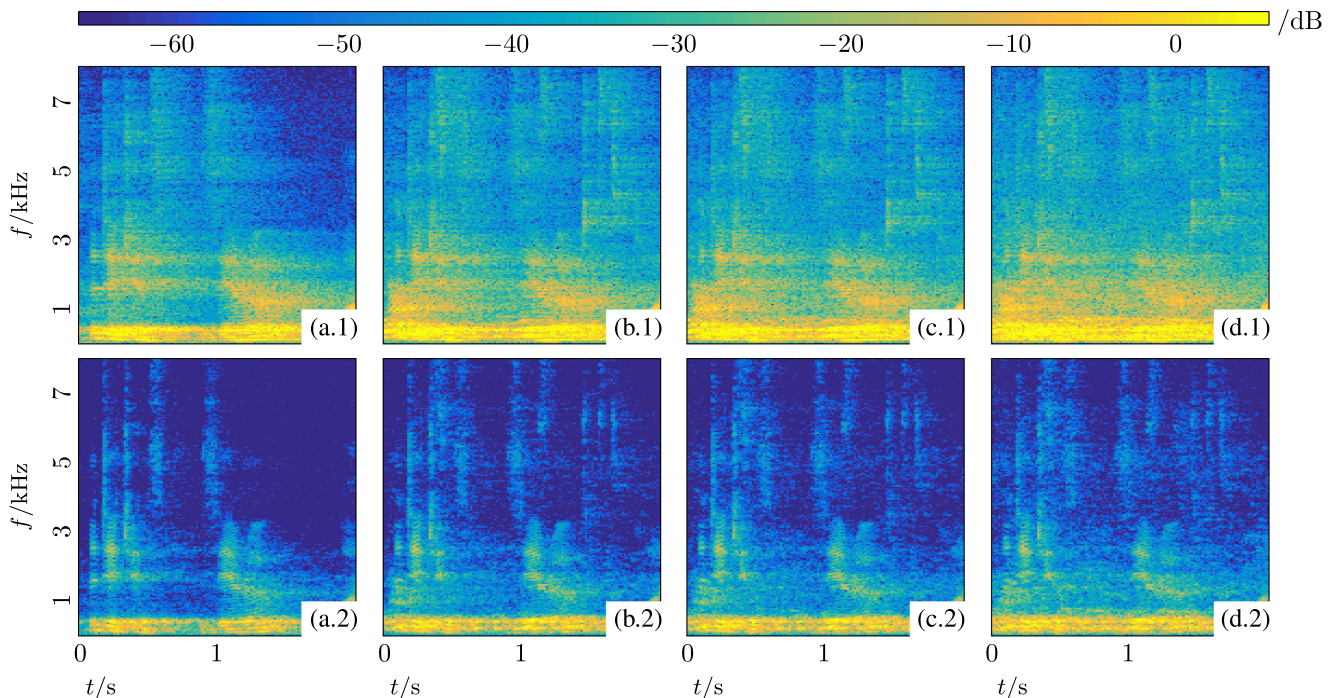 −60 −50 −40 −30 −20 −10 0 /dB
7
5
3
1
f/kHz
(a.1) (b.1) (c.1) (d.1)
7
5
3
1
f/kHz
(a.2) (b.2) (c.2) (d.2)
0 1 0 1 0 1 0 1
t/s t/s t/s t/s